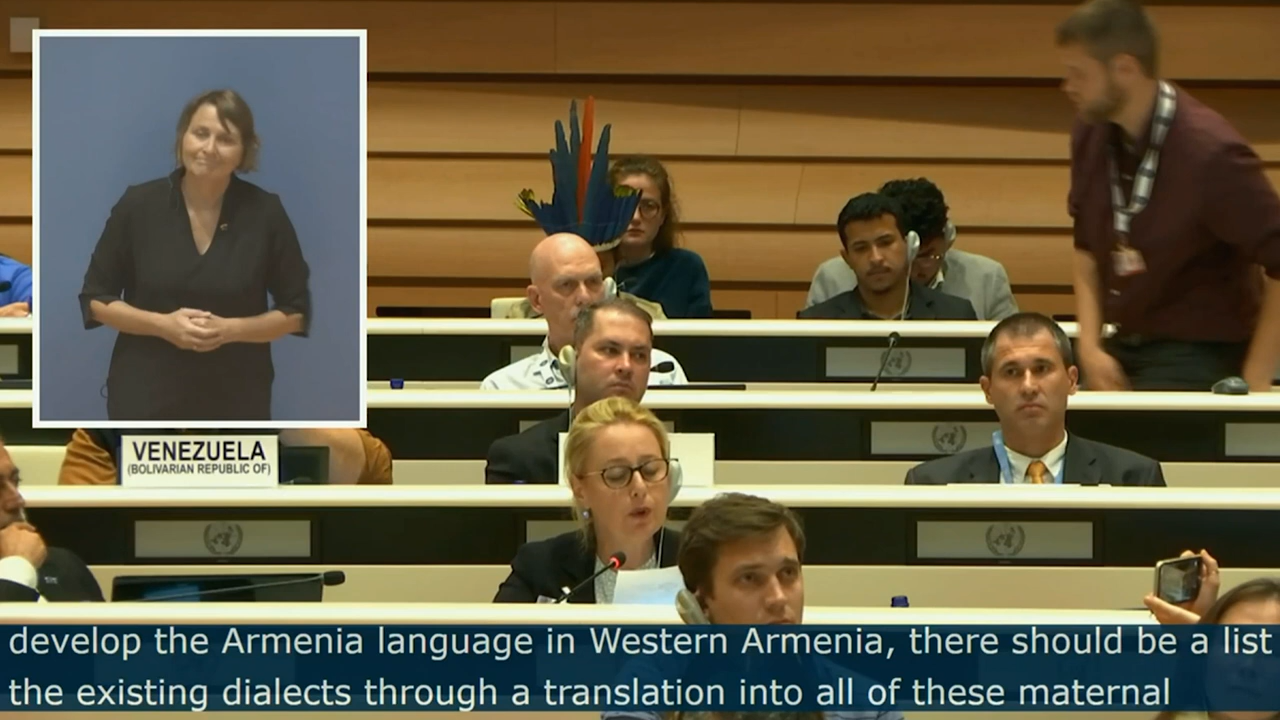 VENEZUELA
(BOLIVARIAN REPUBLIC OF)
develop the Armenia language in Western Armenia, there should be a list
the existing dialects through a translation into all of these maternal